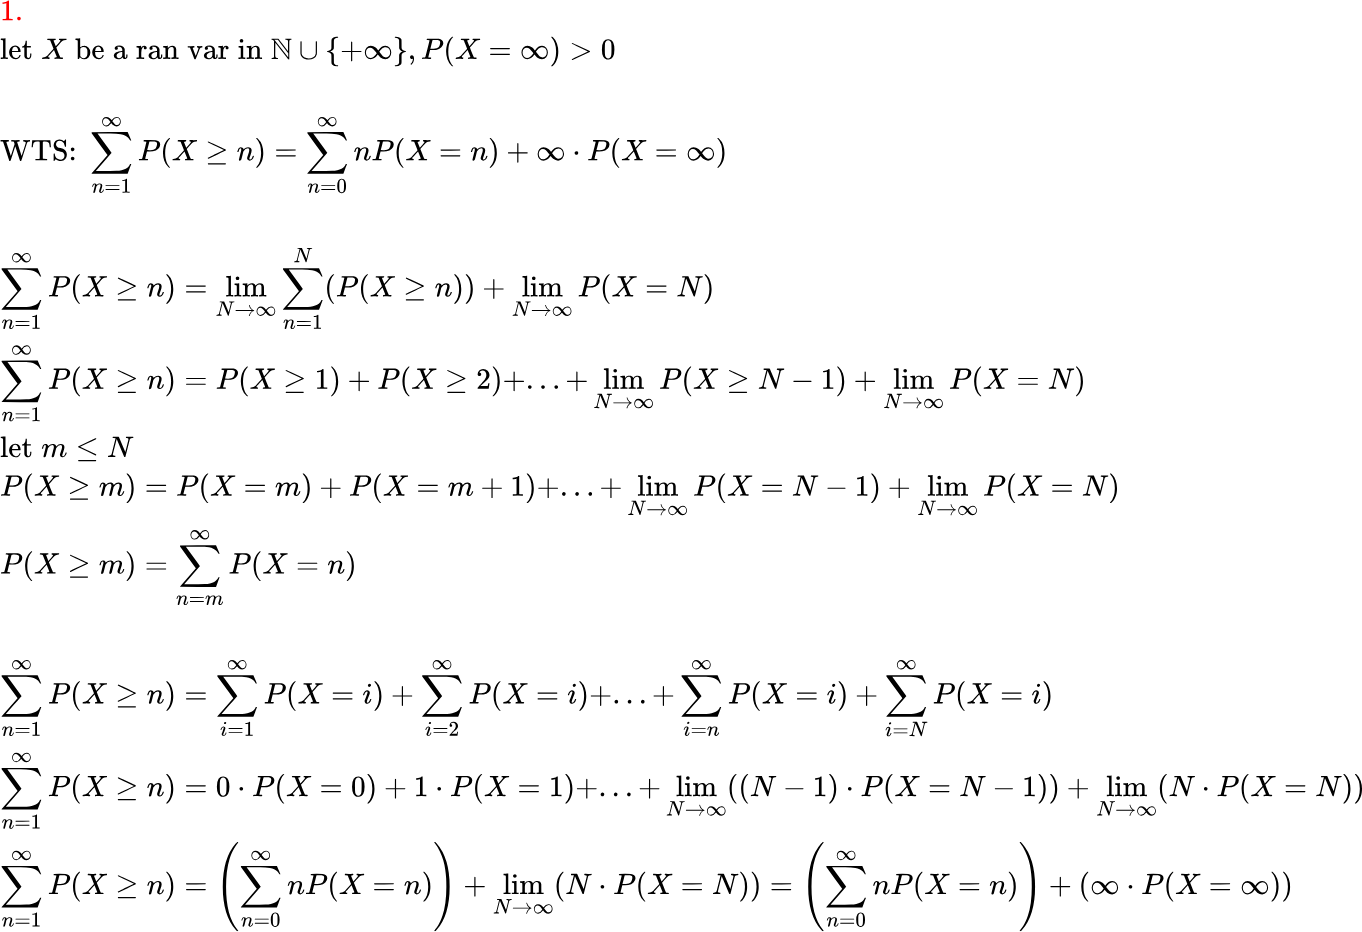 1.
let X be a ran var in ℕ ∪ {+∞}, P(X = ∞) > 0
WTS: ∑_{n=1}^{∞} P(X ≥ n) = ∑_{n=0}^{∞} nP(X = n) + ∞ · P(X = ∞)
∑_{n=1}^{∞} P(X ≥ n) = lim_{N→∞} ∑_{n=1}^{N} (P(X ≥ n)) + lim_{N→∞} P(X = N)
∑_{n=1}^{∞} P(X ≥ n) = P(X ≥ 1) + P(X ≥ 2)+…+ lim_{N→∞} P(X ≥ N − 1) + lim_{N→∞} P(X = N)
let m ≤ N
P(X ≥ m) = P(X = m) + P(X = m + 1)+…+ lim_{N→∞} P(X = N − 1) + lim_{N→∞} P(X = N)
P(X ≥ m) = ∑_{n=m}^{∞} P(X = n)
∑_{n=1}^{∞} P(X ≥ n) = ∑_{i=1}^{∞} P(X = i) + ∑_{i=2}^{∞} P(X = i)+…+ ∑_{i=n}^{∞} P(X = i) + ∑_{i=N}^{∞} P(X = i)
∑_{n=1}^{∞} P(X ≥ n) = 0 · P(X = 0) + 1 · P(X = 1)+…+ lim_{N→∞} ((N − 1) · P(X = N − 1)) + lim_{N→∞} (N · P(X = N))
∑_{n=1}^{∞} P(X ≥ n) = (∑_{n=0}^{∞} nP(X = n)) + lim_{N→∞} (N · P(X = N)) = (∑_{n=0}^{∞} nP(X = n)) + (∞ · P(X = ∞))